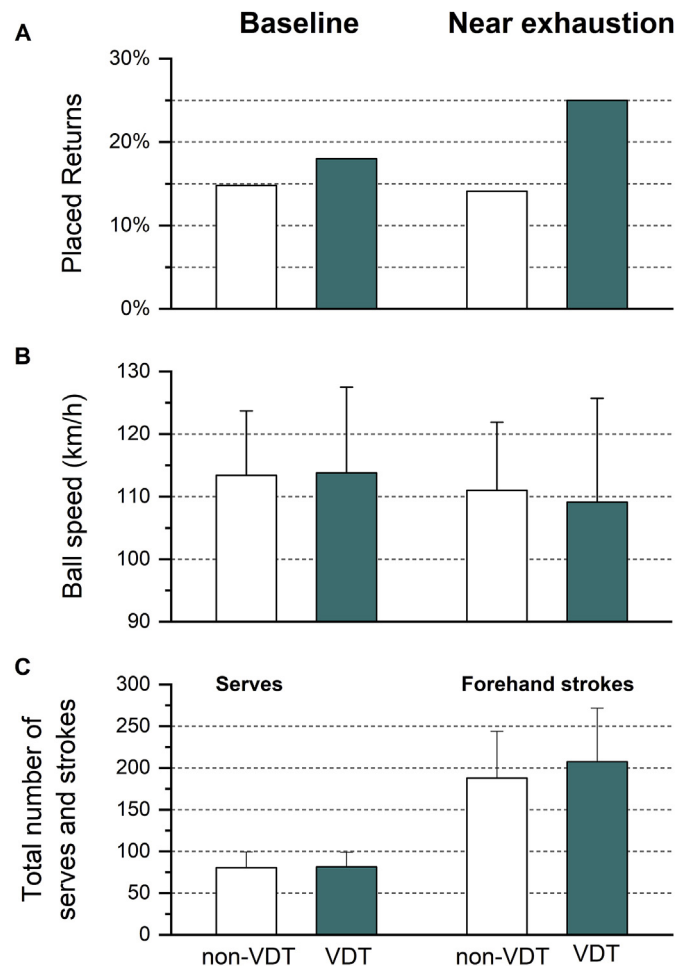 Baseline Near exhaustion
A
30%
20%
10%
0%
Placed Returns
B
130
120
110
100
90
Ball speed (km/h)
C
300
250
200
150
100
50
0
Total number of
serves and strokes
Serves Forehand strokes
non-VDT VDT non-VDT VDT